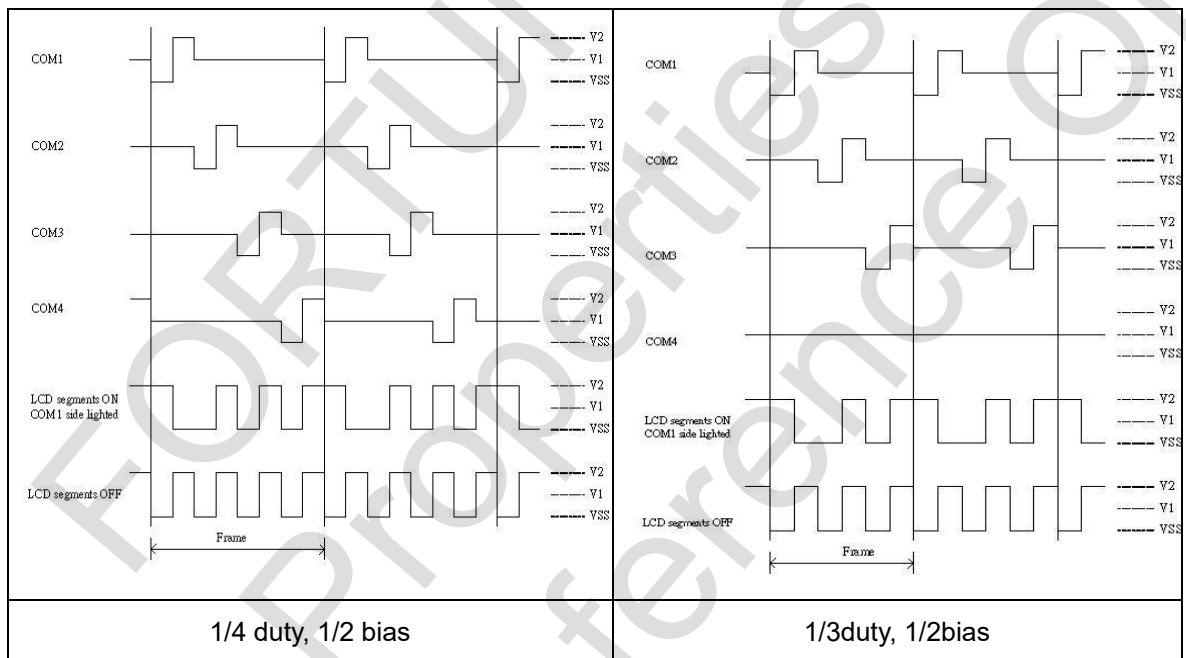 COM1
V2
V1
VSS
COM2
V2
V1
VSS
COM3
V2
V1
VSS
COM4
V2
V1
VSS
LCD segments ON
COM1 side lighted
V2
V1
VSS
LCD segments OFF
V2
V1
VSS
Frame
1/4 duty, 1/2 bias
COM1
V2
V1
VSS
COM2
V2
V1
VSS
COM3
V2
V1
VSS
COM4
V2
V1
VSS
LCD segments ON
COM1 side lighted
V2
V1
VSS
LCD segments OFF
V2
V1
VSS
Frame
1/3duty, 1/2bias
Properties